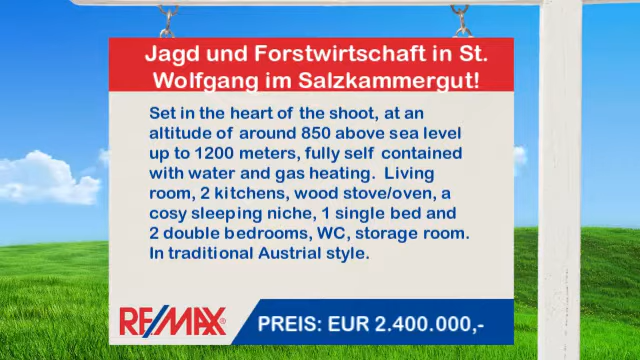 Jagd und Forstwirtschaft in St.
Wolfgang im Salzkammergut!
Set in the heart of the shoot, at an
altitude of around 850 above sea level
up to 1200 meters, fully self contained
with water and gas heating. Living
room, 2 kitchens, wood stove/oven, a
cosy sleeping niche, 1 single bed and
2 double bedrooms, WC, storage room.
In traditional Austrial style.
RE/MAX®
PREIS: EUR 2.400.000,-